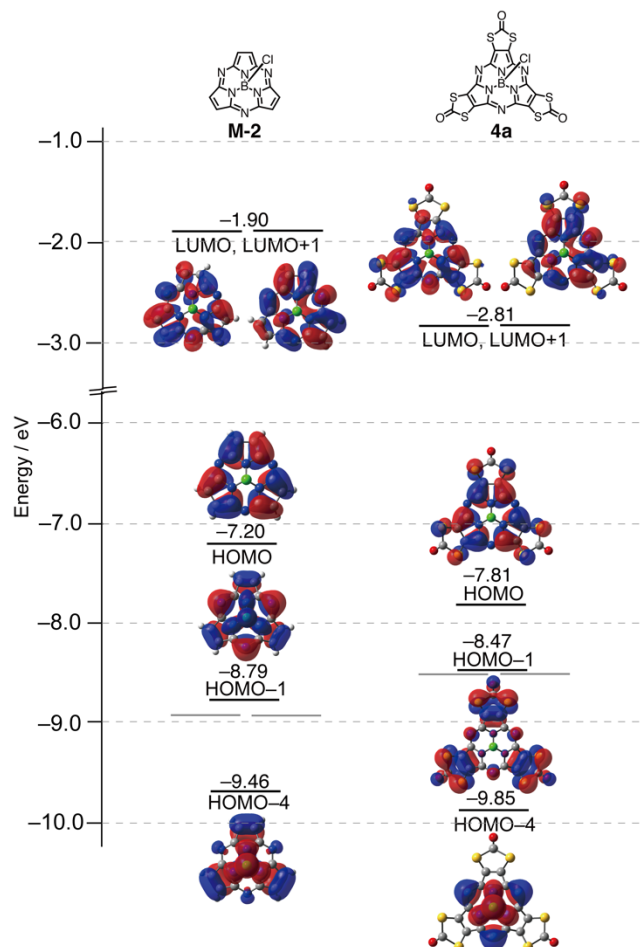 N
N
N
N
N
N
B
Cl
M-2
O
S
S
N
N
N
N
N
N
B
Cl
S
S
S
S
O
O
4a
Energy / eV
−1.0
−2.0
−3.0
−6.0
−7.0
−8.0
−9.0
−10.0
−1.90
LUMO, LUMO+1
−2.81
LUMO, LUMO+1
−7.20
HOMO
−7.81
HOMO
−8.79
HOMO−1
−8.47
HOMO−1
−9.46
HOMO−4
−9.85
HOMO−4